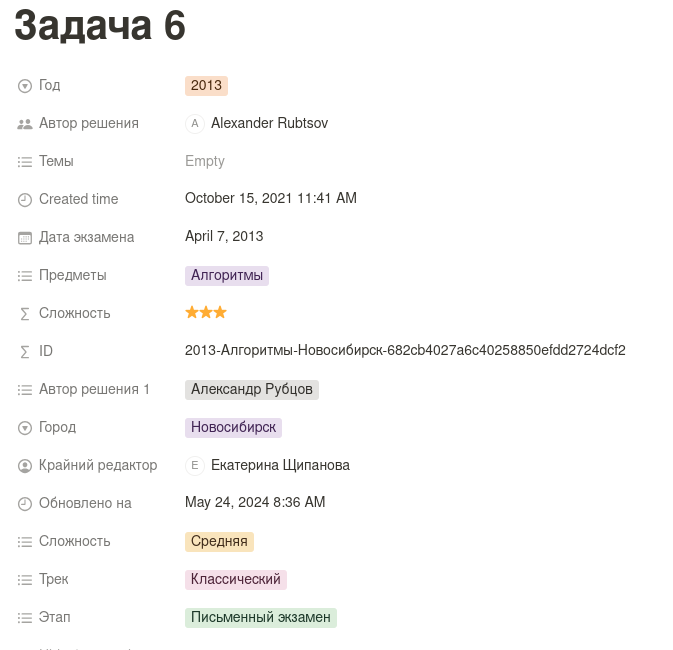 Задача 6
Год 2013
Автор решения A Alexander Rubtsov
Темы Empty
Created time October 15, 2021 11:41 AM
Дата экзамена April 7, 2013
Предметы Алгоритмы
Сложность ⭐⭐⭐
ID 2013-Алгоритмы-Новосибирск-682cb4027a6c40258850efdd2724dcf2
Автор решения 1 Александр Рубцов
Город Новосибирск
Крайний редактор E Екатерина Щипанова
Обновлено на May 24, 2024 8:36 AM
Сложность Средняя
Трек Классический
Этап Письменный экзамен